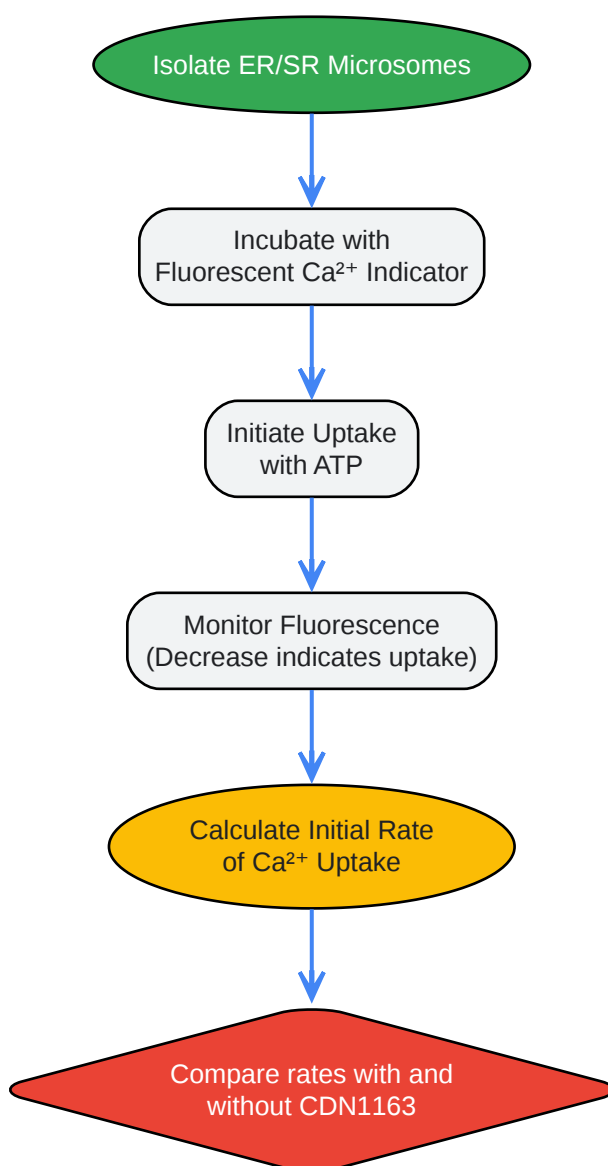 Isolate ER/SR Microsomes
Incubate with
Fluorescent Ca²⁺ Indicator
Initiate Uptake
with ATP
Monitor Fluorescence
(Decrease indicates uptake)
Calculate Initial Rate
of Ca²⁺ Uptake
Compare rates with and
without CDN1163